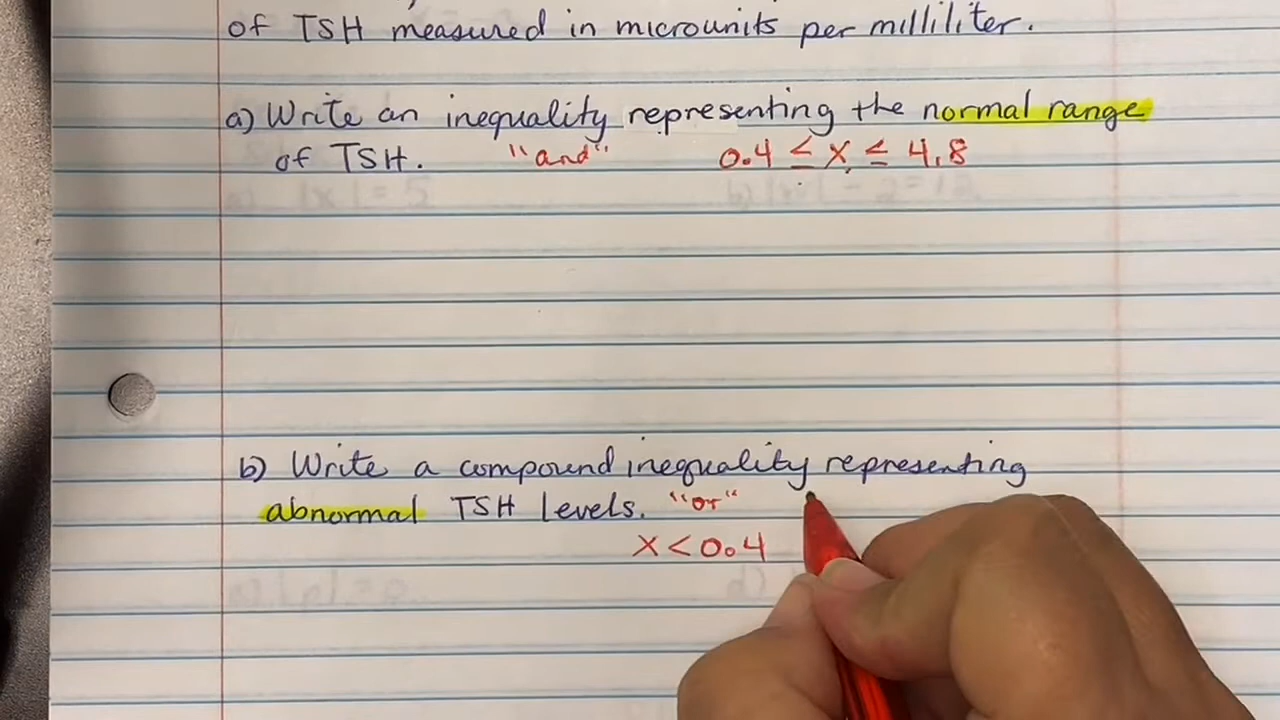 of TSH measured in microunits per milliliter.
a) Write an inequality representing the normal range
of TSH. "and" 0.4 ≤ x ≤ 4.8
b) Write a compound inequality representing
abnormal TSH levels. "or"
x < 0.4